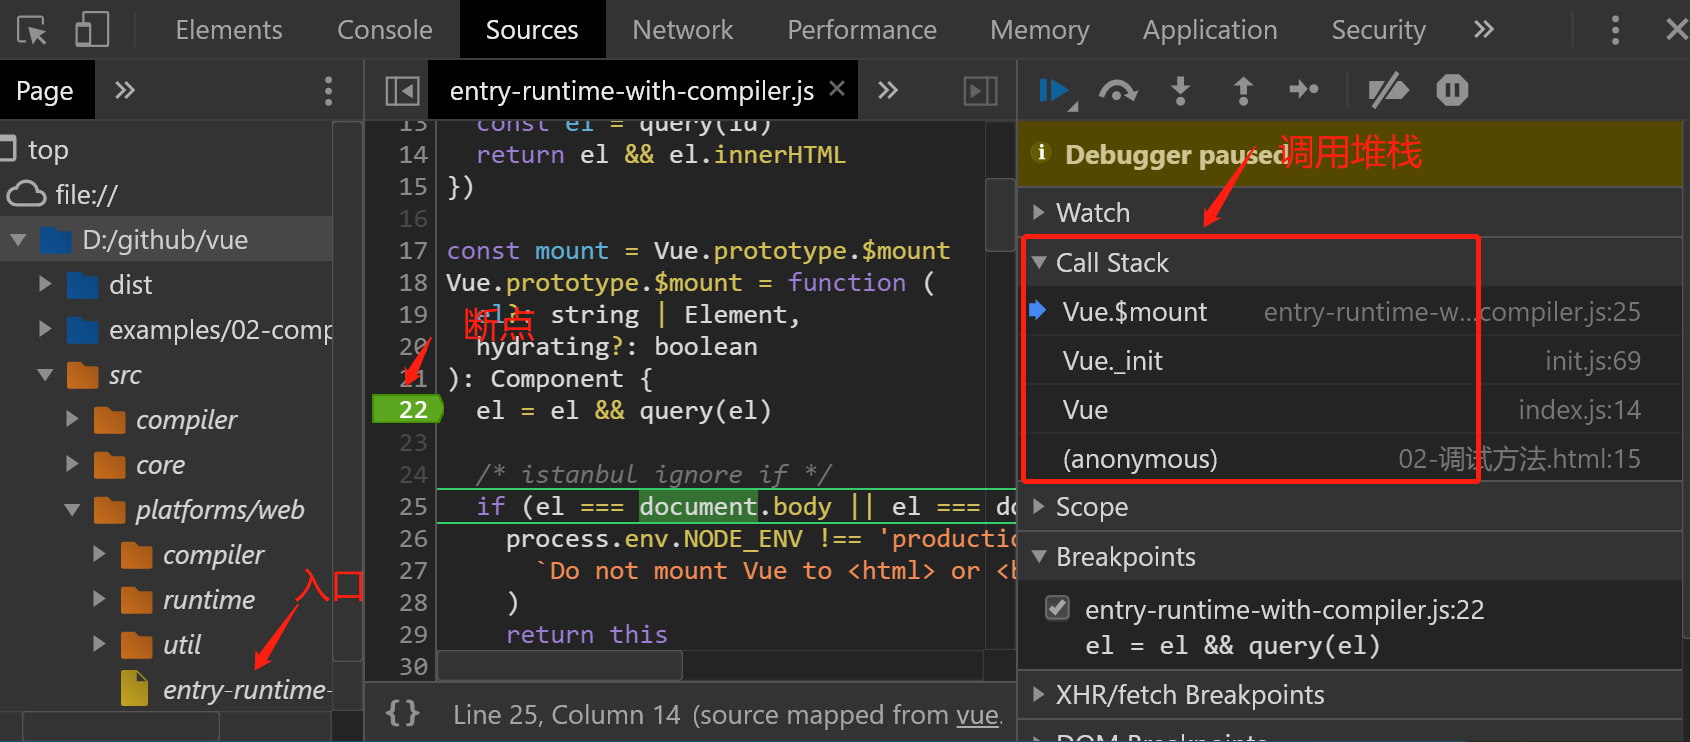 Elements Console Sources Network Performance Memory Application Security »
Page »
top
file://
D:/github/vue
dist
examples/02-comp
src
compiler
core
platforms/web
compiler
runtime
util
entry-runtime-
入口
entry-runtime-with-compiler.js × »
13 const el = query(id)
14 return el && el.innerHTML
15 })
16
17 const mount = Vue.prototype.$mount
18 Vue.prototype.$mount = function (
19 el?: string | Element,
20 hydrating?: boolean
21 ): Component {
22 el = el && query(el)
23
24 /* istanbul ignore if */
25 if (el === document.body || el === do
26 process.env.NODE_ENV !== 'productio
27 `Do not mount Vue to <html> or <b
28 )
29 return this
30
断点
{} Line 25, Column 14 (source mapped from vue.
Debugger paused
调用堆栈
Watch
Call Stack
Vue.$mount entry-runtime-w...compiler.js:25
Vue._init init.js:69
Vue index.js:14
(anonymous) 02-调试方法.html:15
Scope
Breakpoints
entry-runtime-with-compiler.js:22
el = el && query(el)
XHR/fetch Breakpoints
DOM Breakpoints